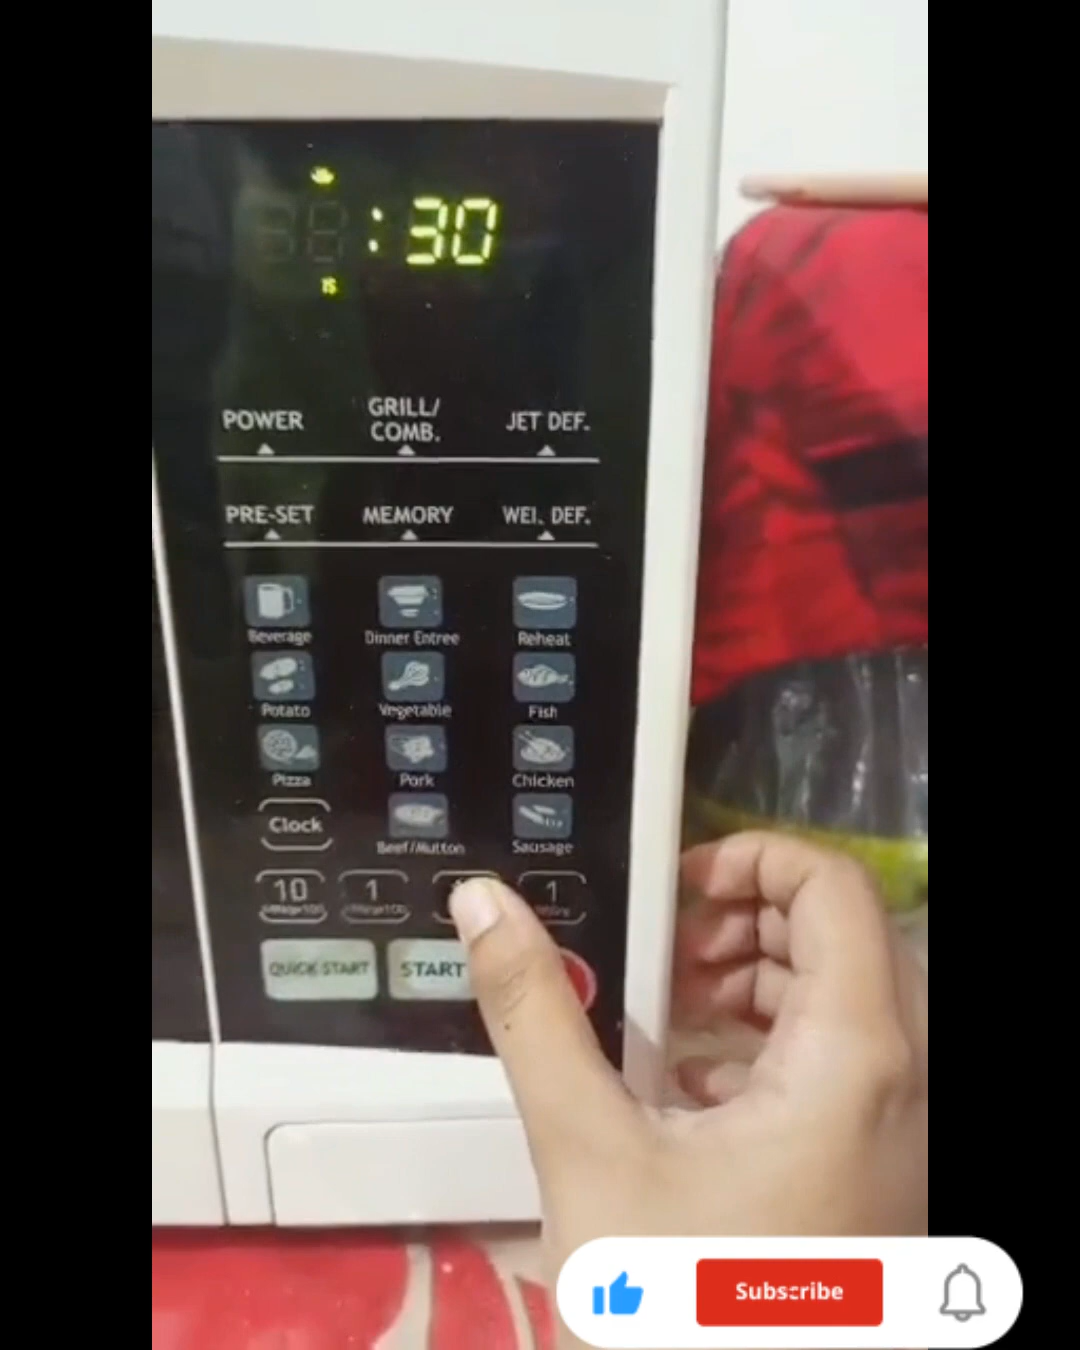 :30
POWER
GRILL/
COMB.
JET DEF.
PRE-SET
MEMORY
WEI. DEF.
Beverage
Dinner Entree
Reheat
Potato
Vegetable
Fish
Pizza
Pork
Chicken
Clock
Beef/Mutton
Sausage
10
1
1
QUICK START
START
Subscribe